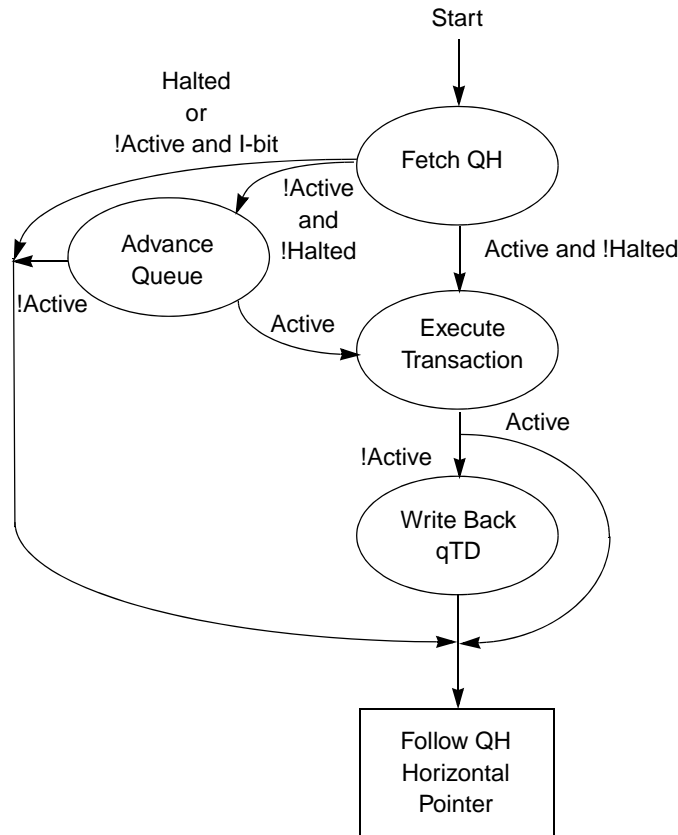 Start
Halted
or
!Active and I-bit
Fetch QH
!Active
and
!Halted
Advance
Queue
Active and !Halted
!Active
Active
Execute
Transaction
Active
!Active
Write Back
qTD
Follow QH
Horizontal
Pointer